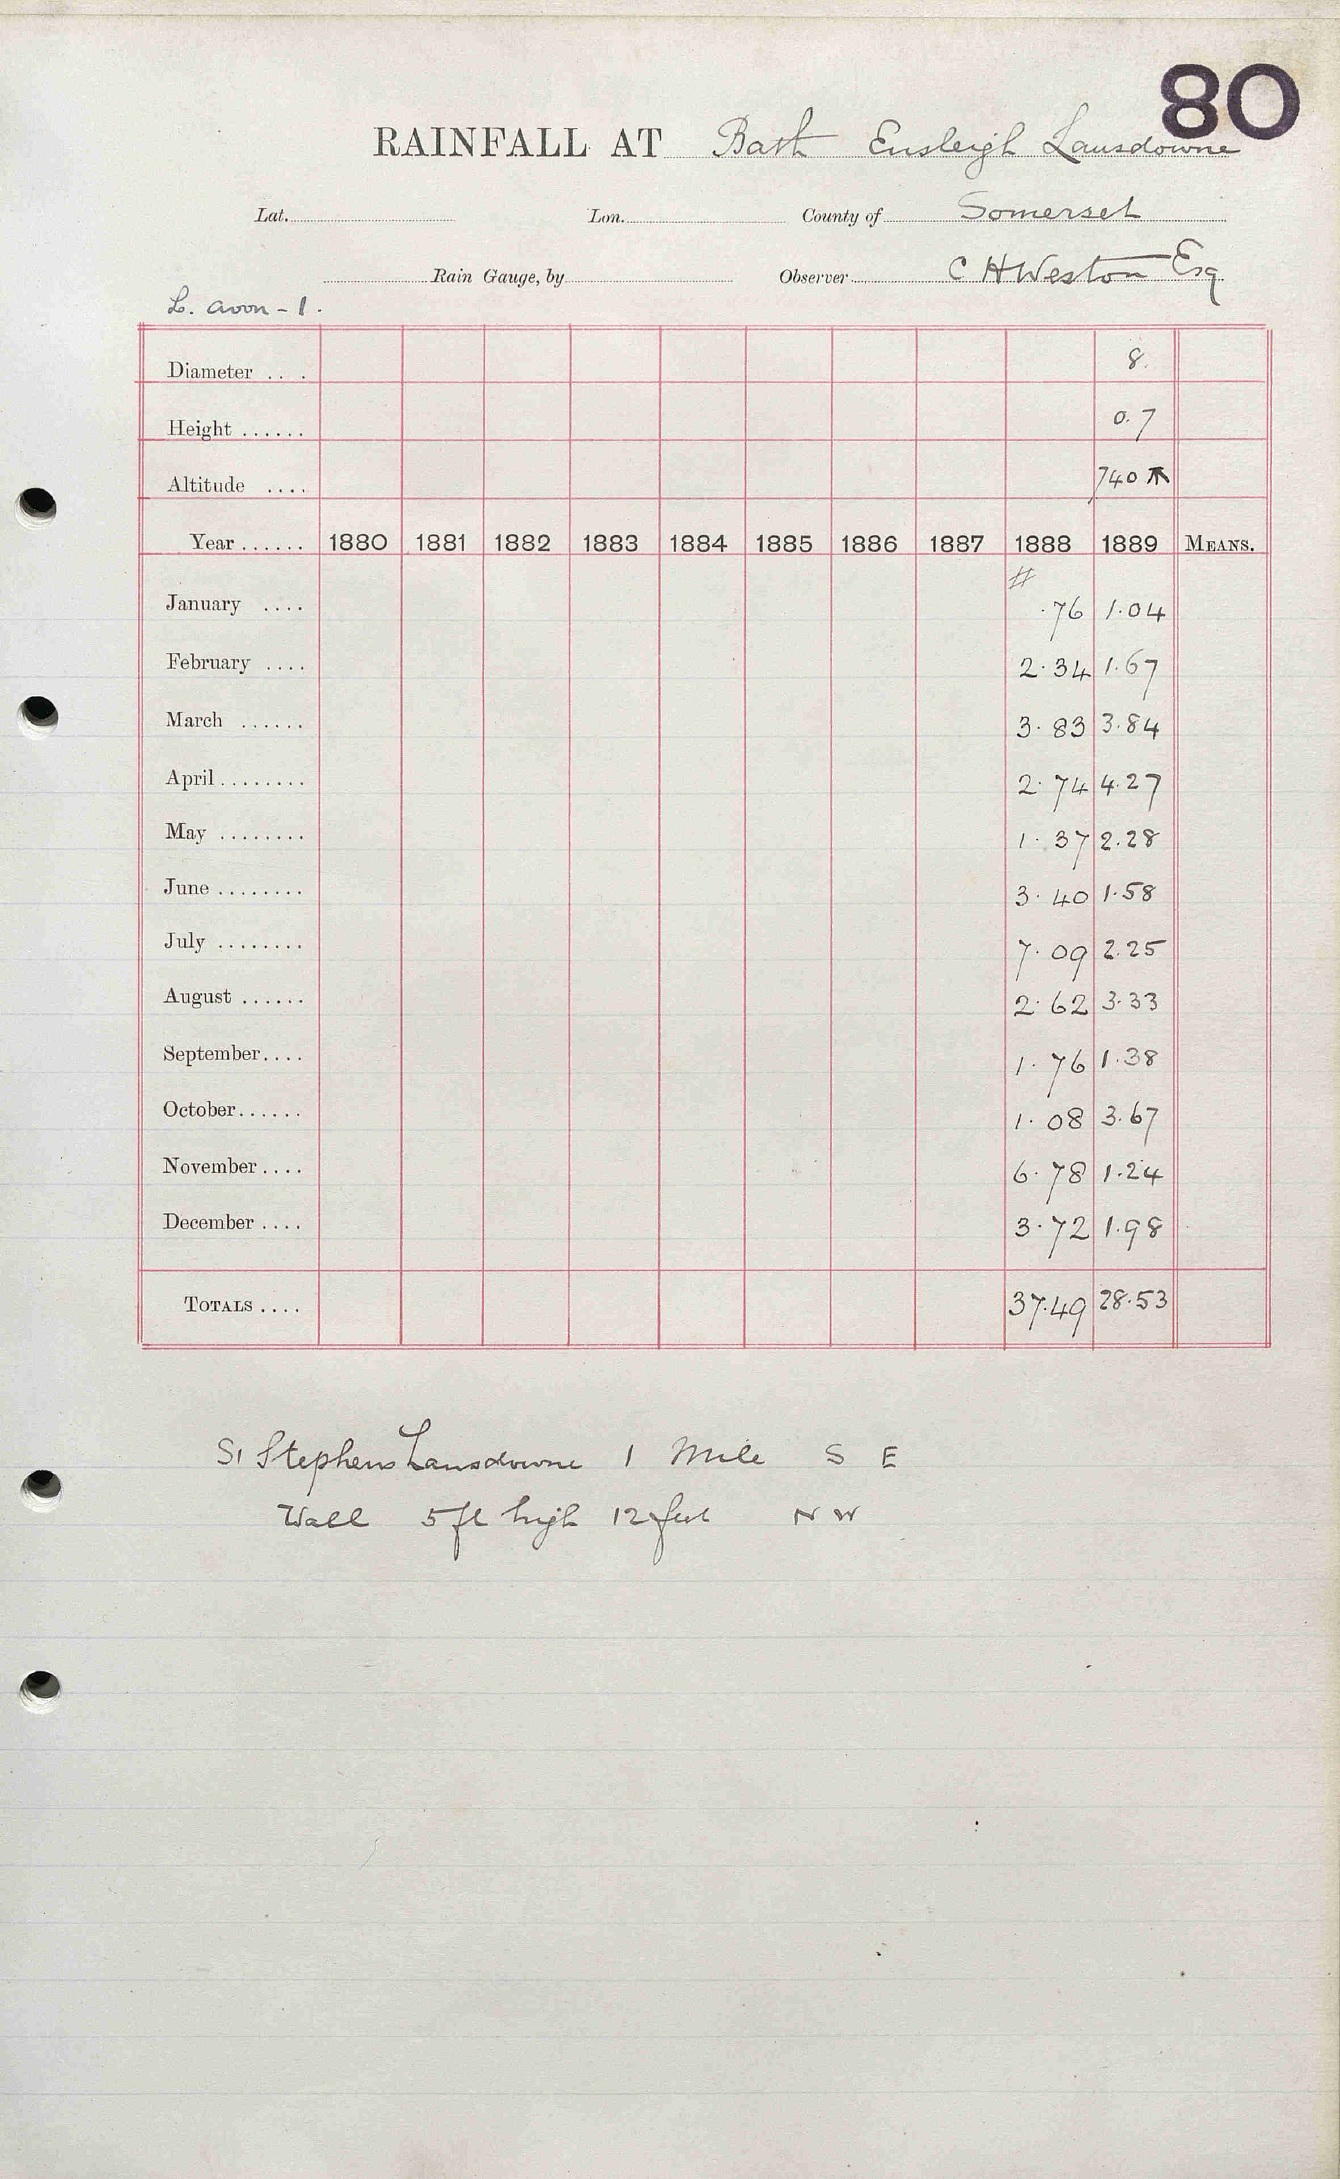 80
RAINFALL AT Bath Ensleigh Lansdowne
Lat. Lon. County of Somerset
Rain Gauge, by Observer C H Weston Esq
L. Avon - 1.
Diameter .. . 8.
Height ...... 0.7
Altitude .... 740 ↑
Year ...... 1880 1881 1882 1883 1884 1885 1886 1887 1888 1889 MEANS.
#
January .... .76 1.04
February .... 2.34 1.67
March ...... 3.83 3.84
April ........ 2.74 4.27
May ........ 1.37 2.28
June ........ 3.40 1.58
July ........ 7.09 2.25
August ...... 2.62 3.33
September.... 1.76 1.38
October...... 1.08 3.67
November .... 6.78 1.24
December .... 3.72 1.98
TOTALS .... 37.49 28.53
St Stephens Lansdowne 1 Mile S E
Wall 5 ft high 12 feet N W